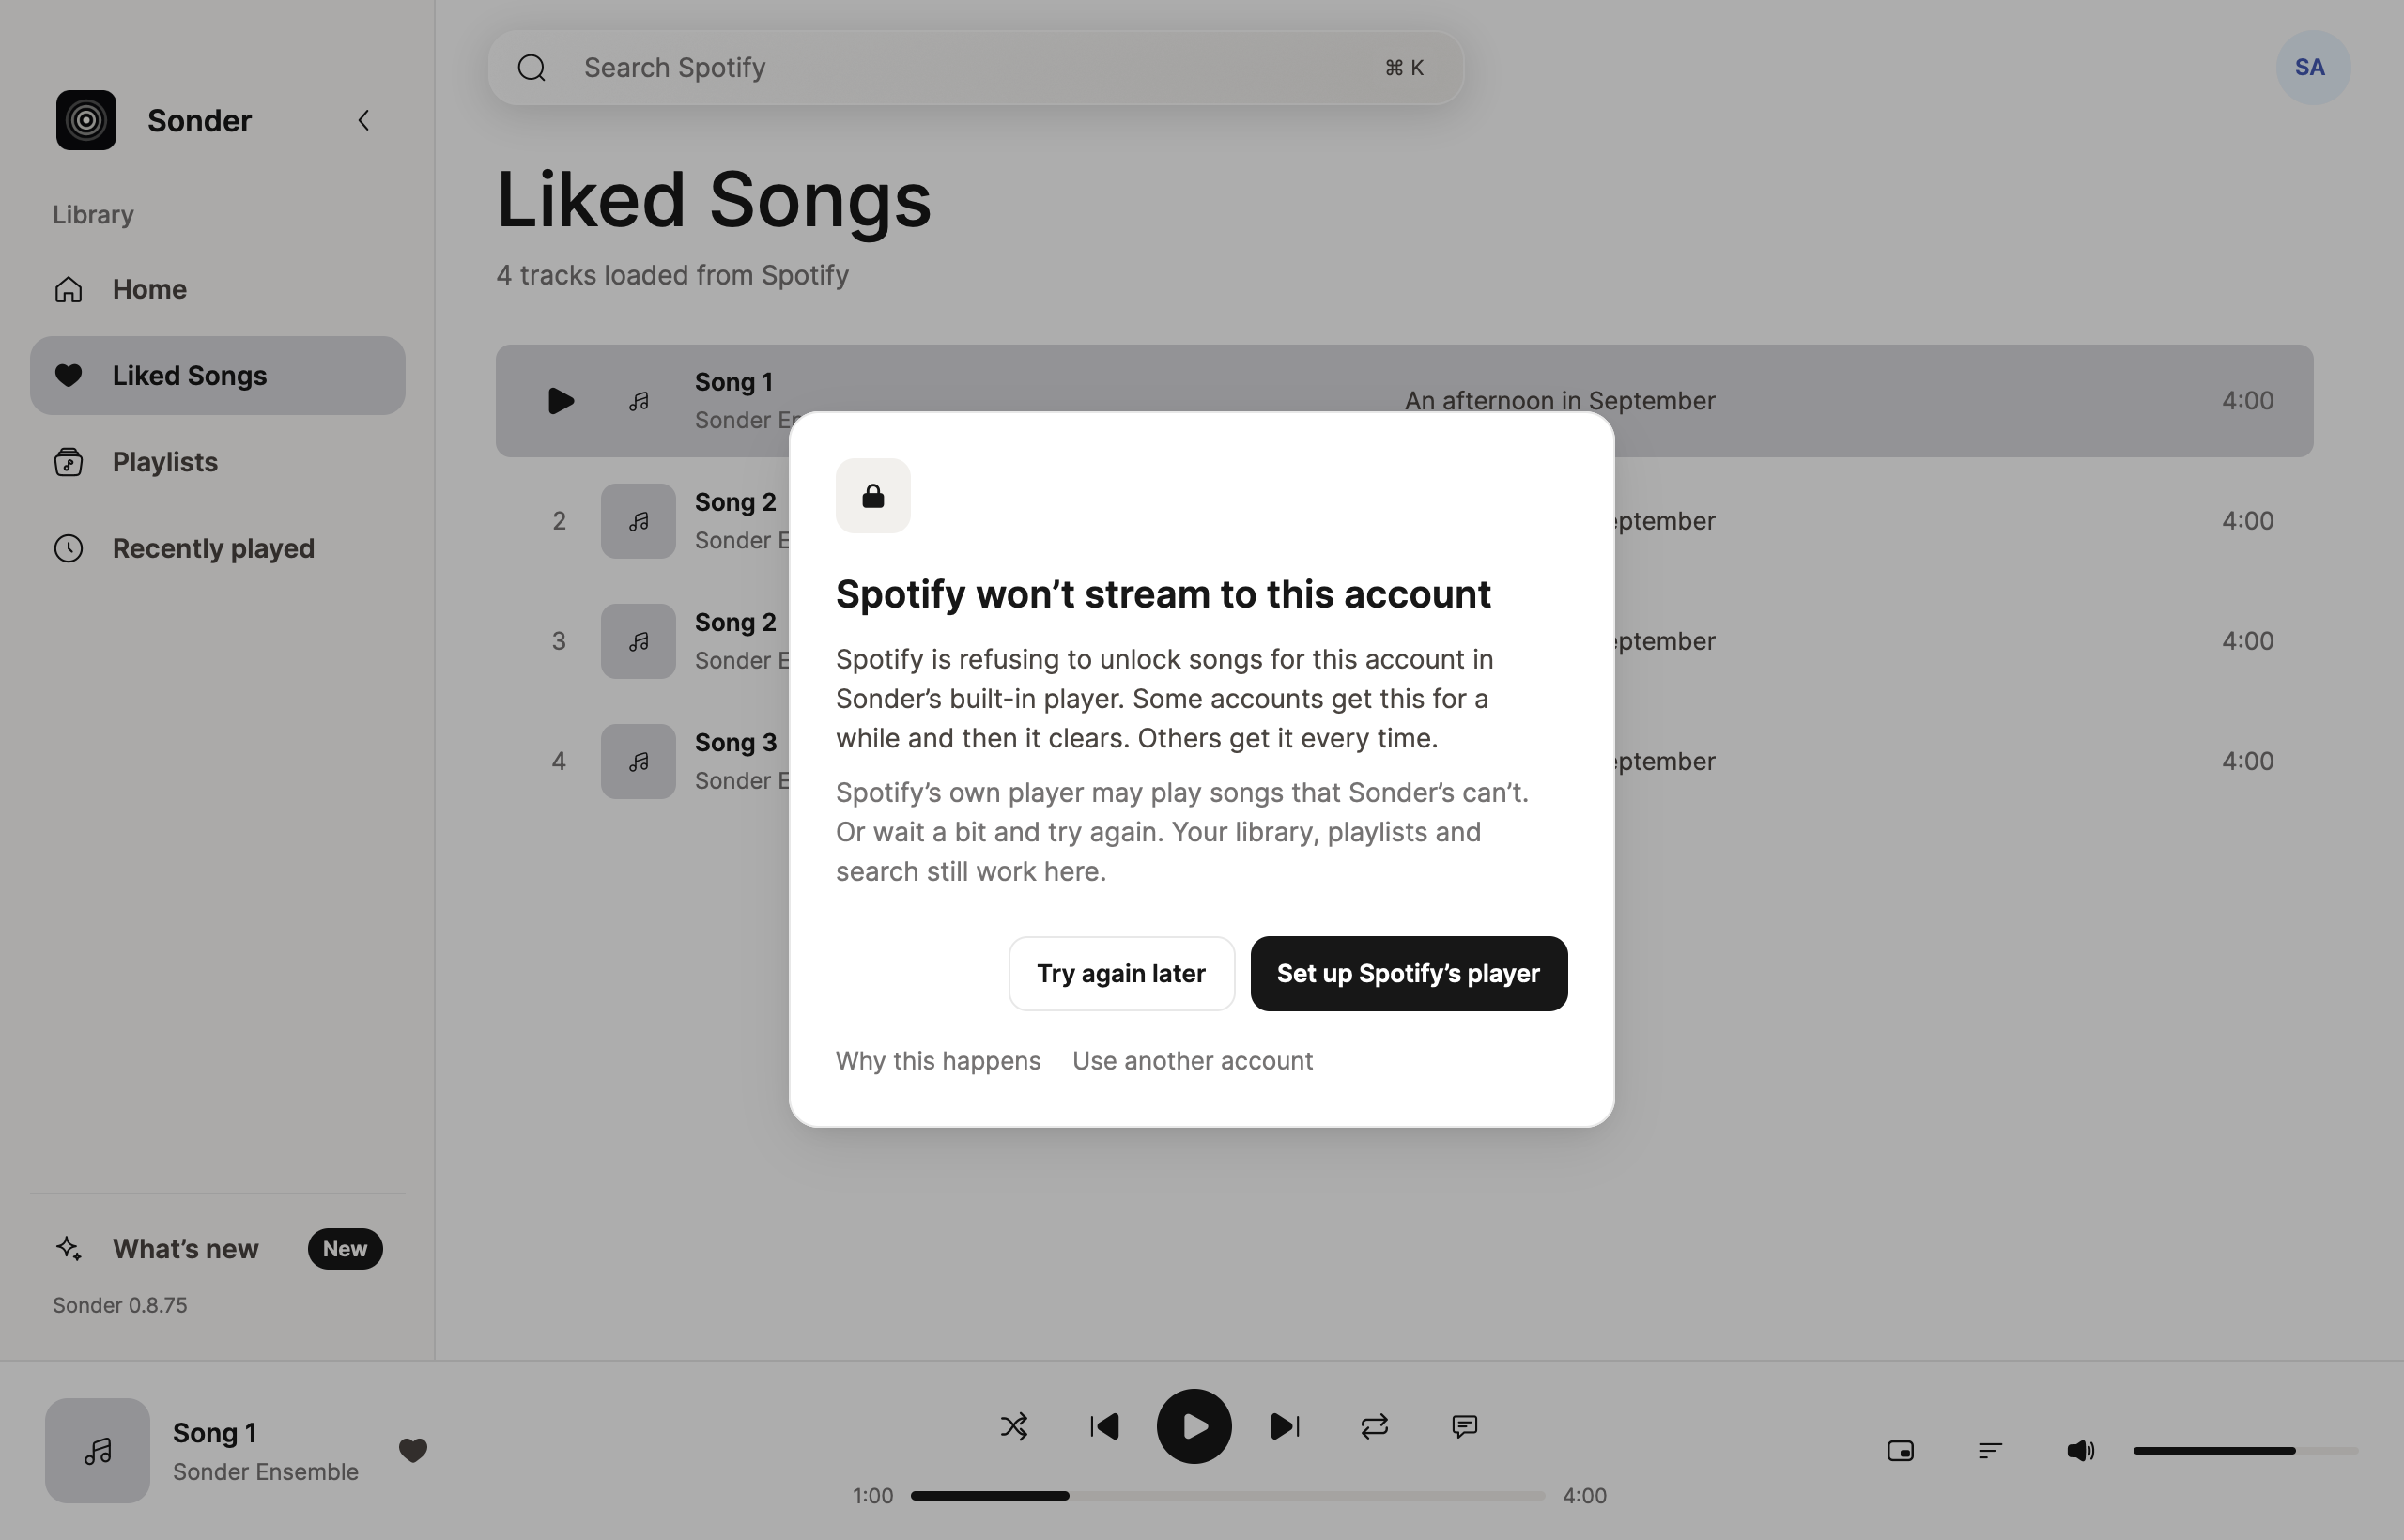 Search Spotify
⌘ K
SA
Sonder
Library
Home
Liked Songs
Playlists
Recently played
Liked Songs
4 tracks loaded from Spotify
Song 1
Sonder
An afternoon in September
4:00
2
Song 2
Sonder
4:00
3
Song 2
Sonder
4:00
4
Song 3
Sonder
4:00
Spotify won’t stream to this account
Spotify is refusing to unlock songs for this account in
Sonder’s built-in player. Some accounts get this for a
while and then it clears. Others get it every time.
Spotify’s own player may play songs that Sonder’s can’t.
Or wait a bit and try again. Your library, playlists and
search still work here.
Try again later
Set up Spotify’s player
Why this happens
Use another account
What’s new
New
Sonder 0.8.75
Song 1
Sonder Ensemble
1:00
4:00